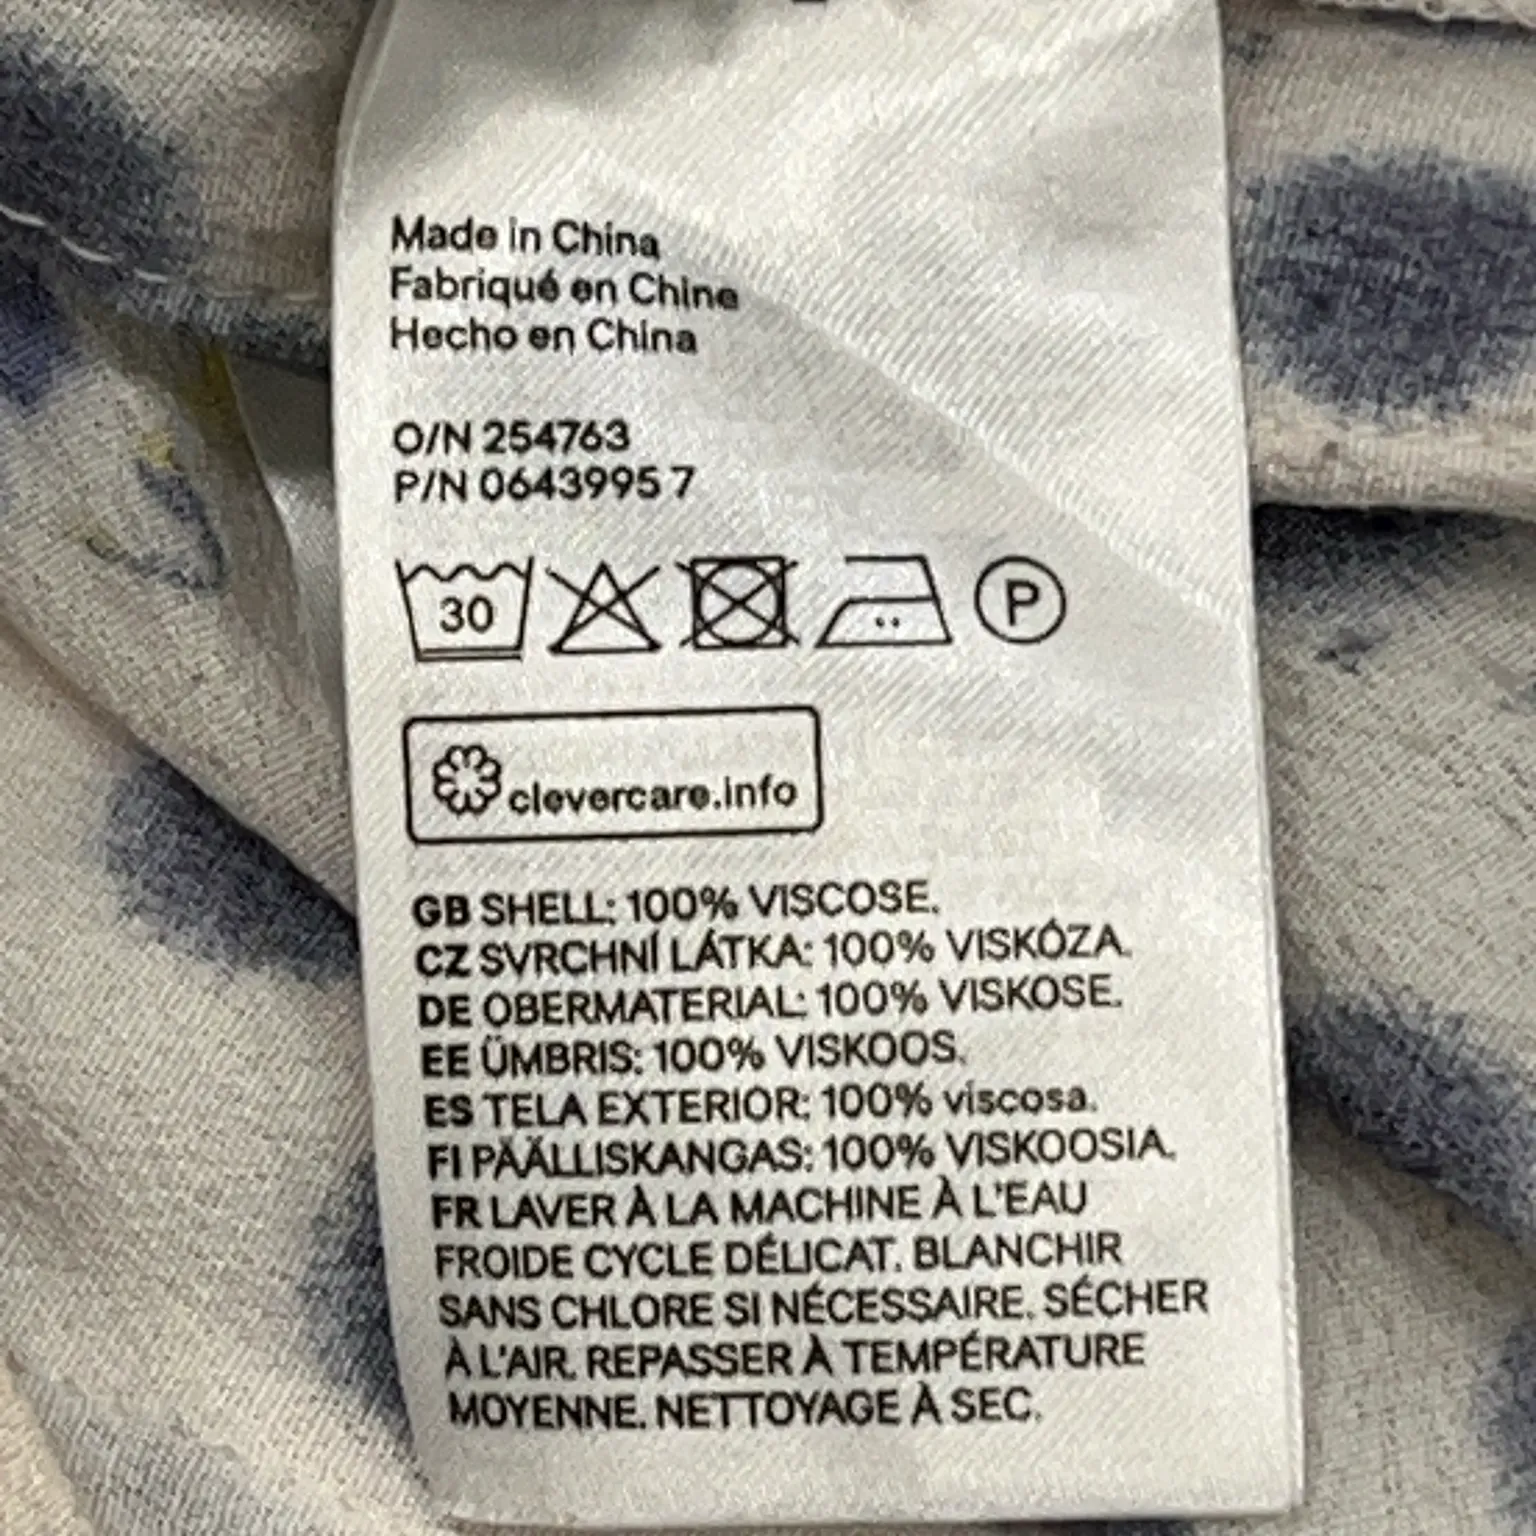 Made in China
Fabriqué en Chine
Hecho en China
O/N 254763
P/N 06439957
30
P
clevercare.info
GB SHELL: 100% VISCOSE.
CZ SVRCHNÍ LÁTKA: 100% VISKÓZA.
DE OBERMATERIAL: 100% VISKOSE.
EE ÜMBRIS: 100% VISKOOS.
ES TELA EXTERIOR: 100% viscosa.
FI PÄÄLLISKANGAS: 100% VISKOOSIA.
FR LAVER À LA MACHINE À L'EAU
FROIDE CYCLE DÉLICAT. BLANCHIR
SANS CHLORE SI NÉCESSAIRE. SÉCHER
À L'AIR. REPASSER À TEMPÉRATURE
MOYENNE. NETTOYAGE À SEC.